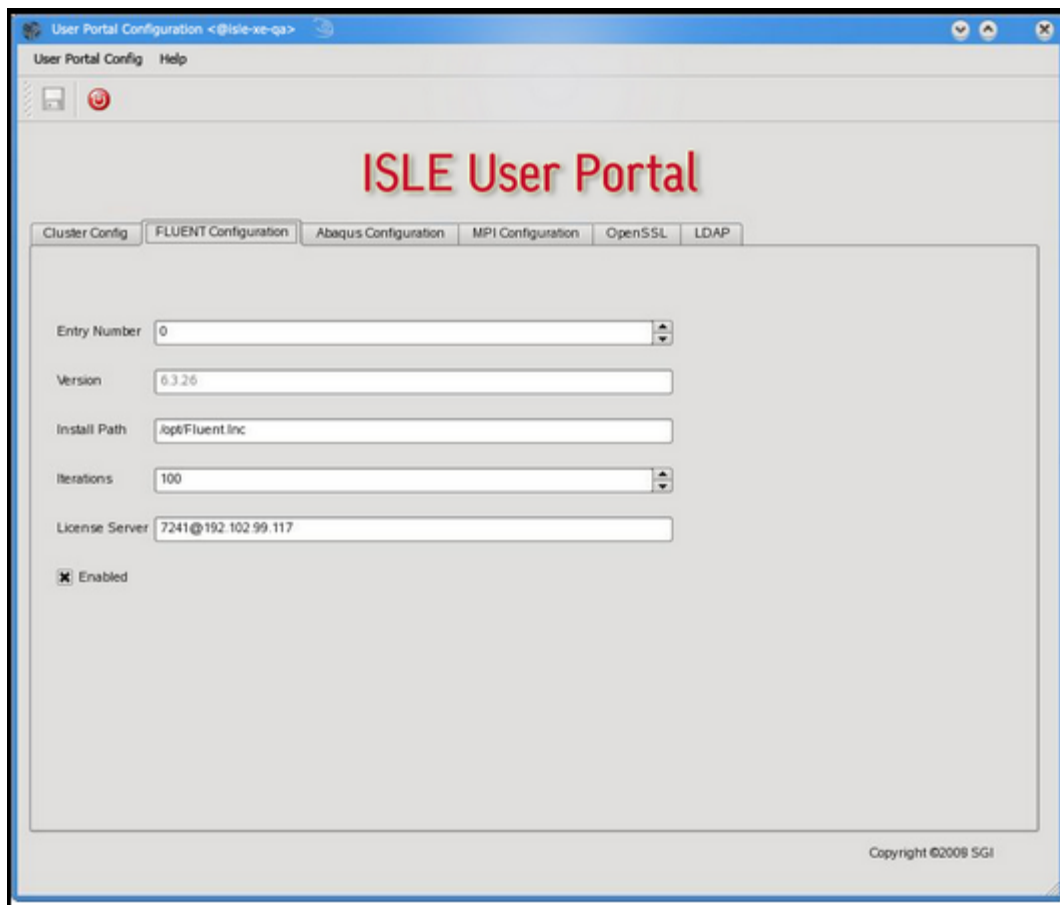 User Portal Configuration <@isle-xe-qa>
User Portal Config Help
ISLE User Portal
Cluster Config FLUENT Configuration Abaqus Configuration MPI Configuration OpenSSL LDAP
Entry Number 0
Version 6.3.26
Install Path /opt/Fluent.Inc
Iterations 100
License Server 7241@192.102.99.117
Enabled
Copyright ©2009 SGI